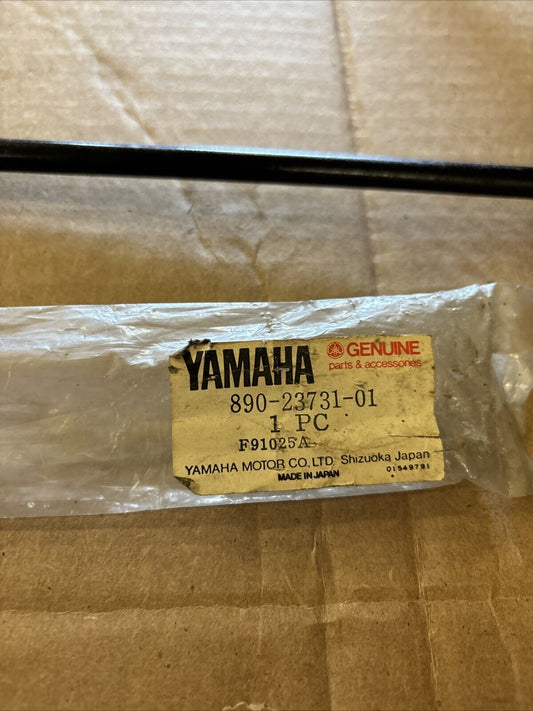 YAMAHA GENUINE
parts & accessories
890-23731-01
1 PC
F91025A
YAMAHA MOTOR CO., LTD. Shizuoka Japan
MADE IN JAPAN 01549791